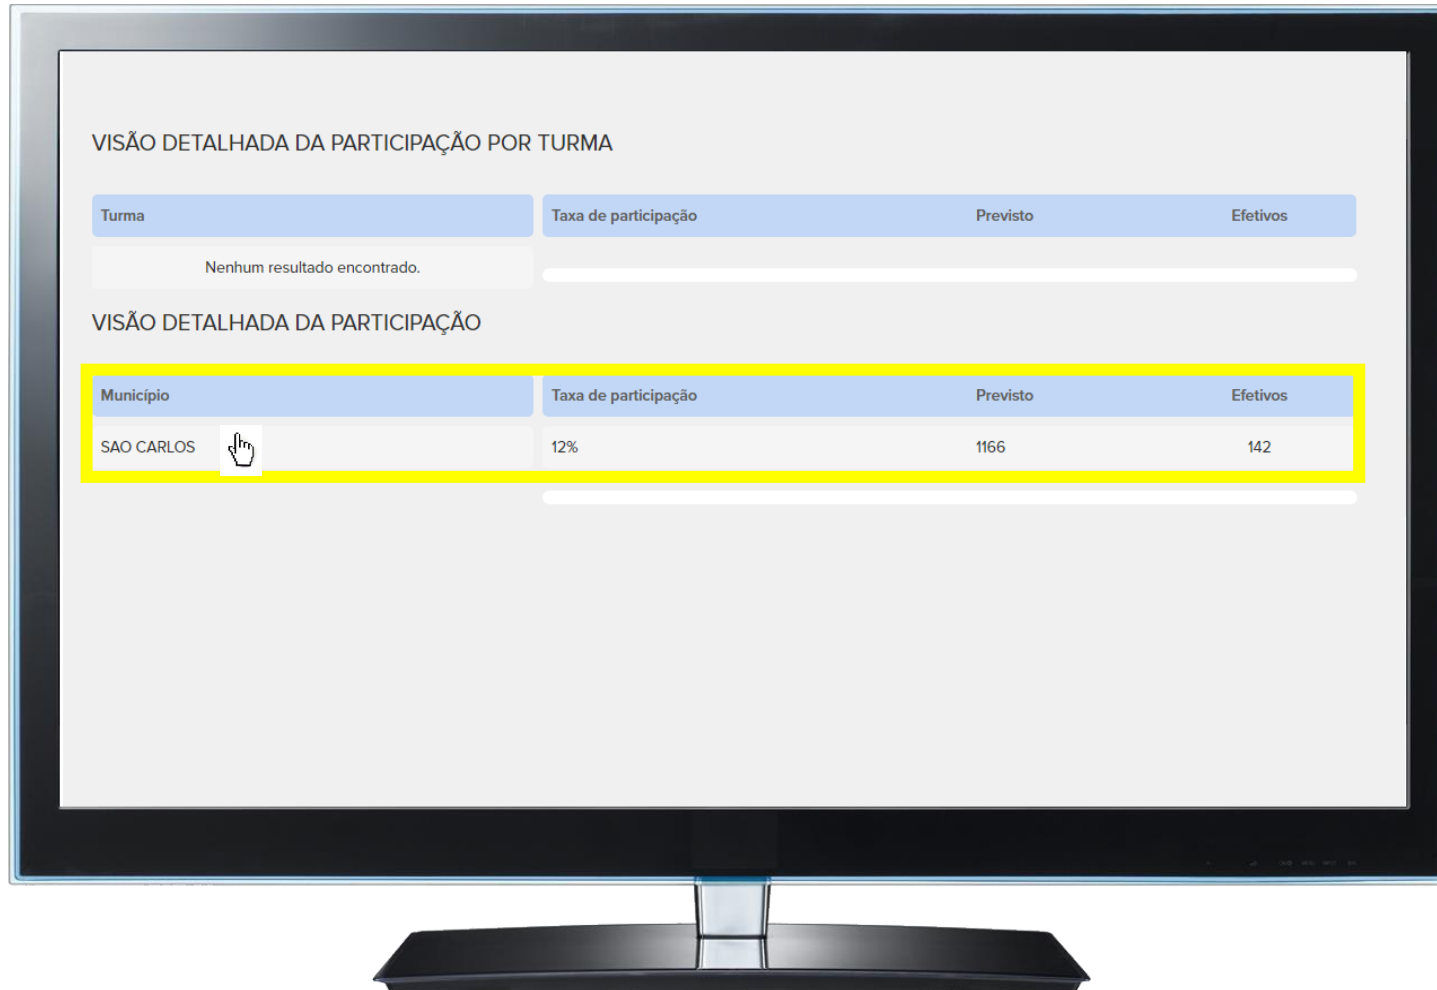 VISÃO DETALHADA DA PARTICIPAÇÃO POR TURMA
Turma Taxa de participação Previsto Efetivos
Nenhum resultado encontrado.
VISÃO DETALHADA DA PARTICIPAÇÃO
Município Taxa de participação Previsto Efetivos
SAO CARLOS 12% 1166 142